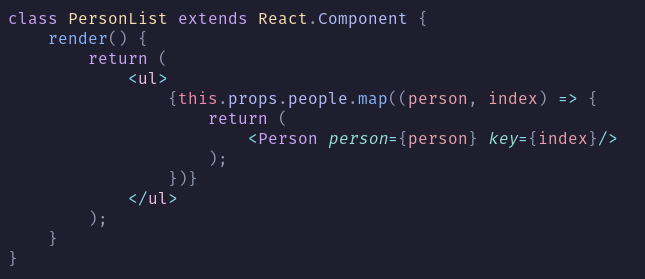 class PersonList extends React.Component {
    render() {
        return (
            <ul>
                {this.props.people.map((person, index) => {
                    return (
                        <Person person={person} key={index}/>
                    );
                })}
            </ul>
        );
    }
}